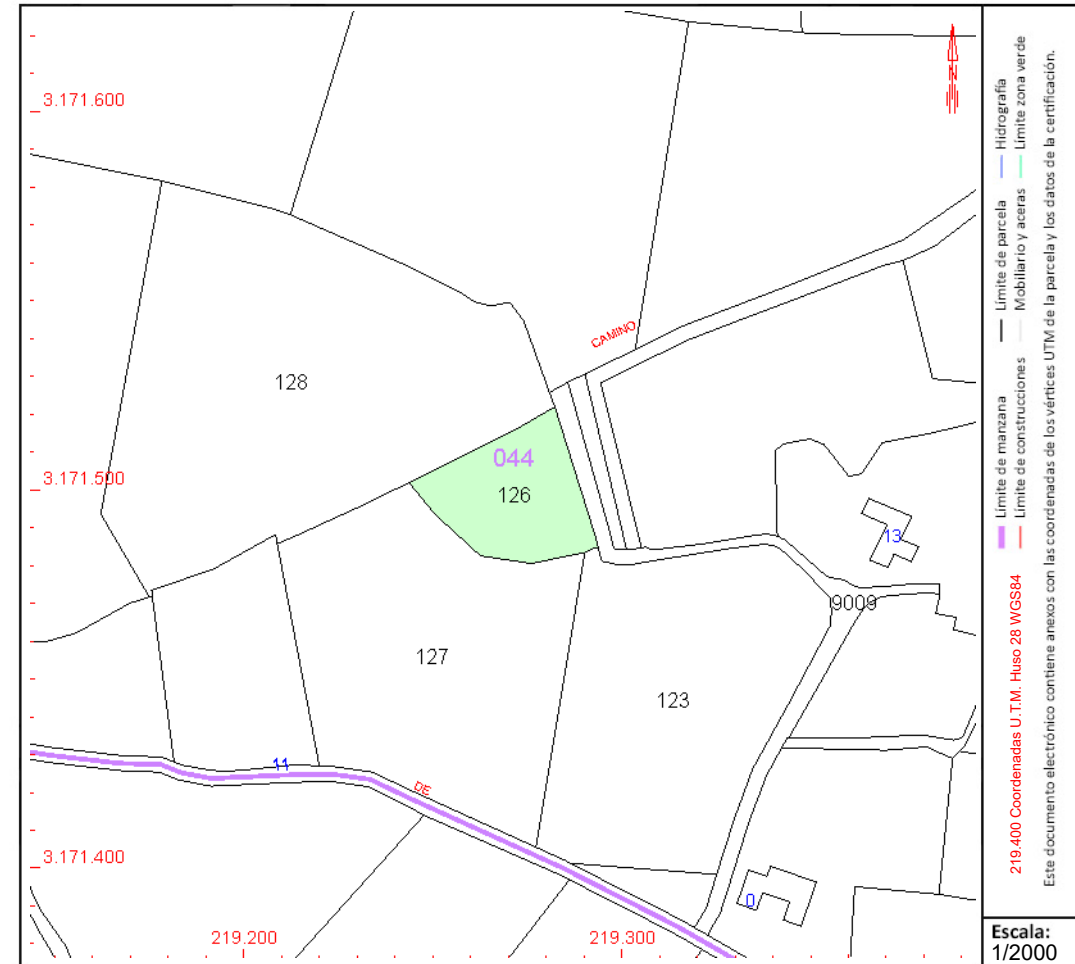 3.171.600
CAMINO
128
044
3.171.500
126
13
9009
127
123
11
DE
3.171.400
0
219.200
219.300
N
Hidrografía
Límite zona verde
Límite de parcela
Mobiliario y aceras
Límite de manzana
Límite de construcciones
219.400 Coordenadas U.T.M. Huso 28 WGS84
Este documento electrónico contiene anexos con las coordenadas de los vértices UTM de la parcela y los datos de la certificación.
Escala:
1/2000